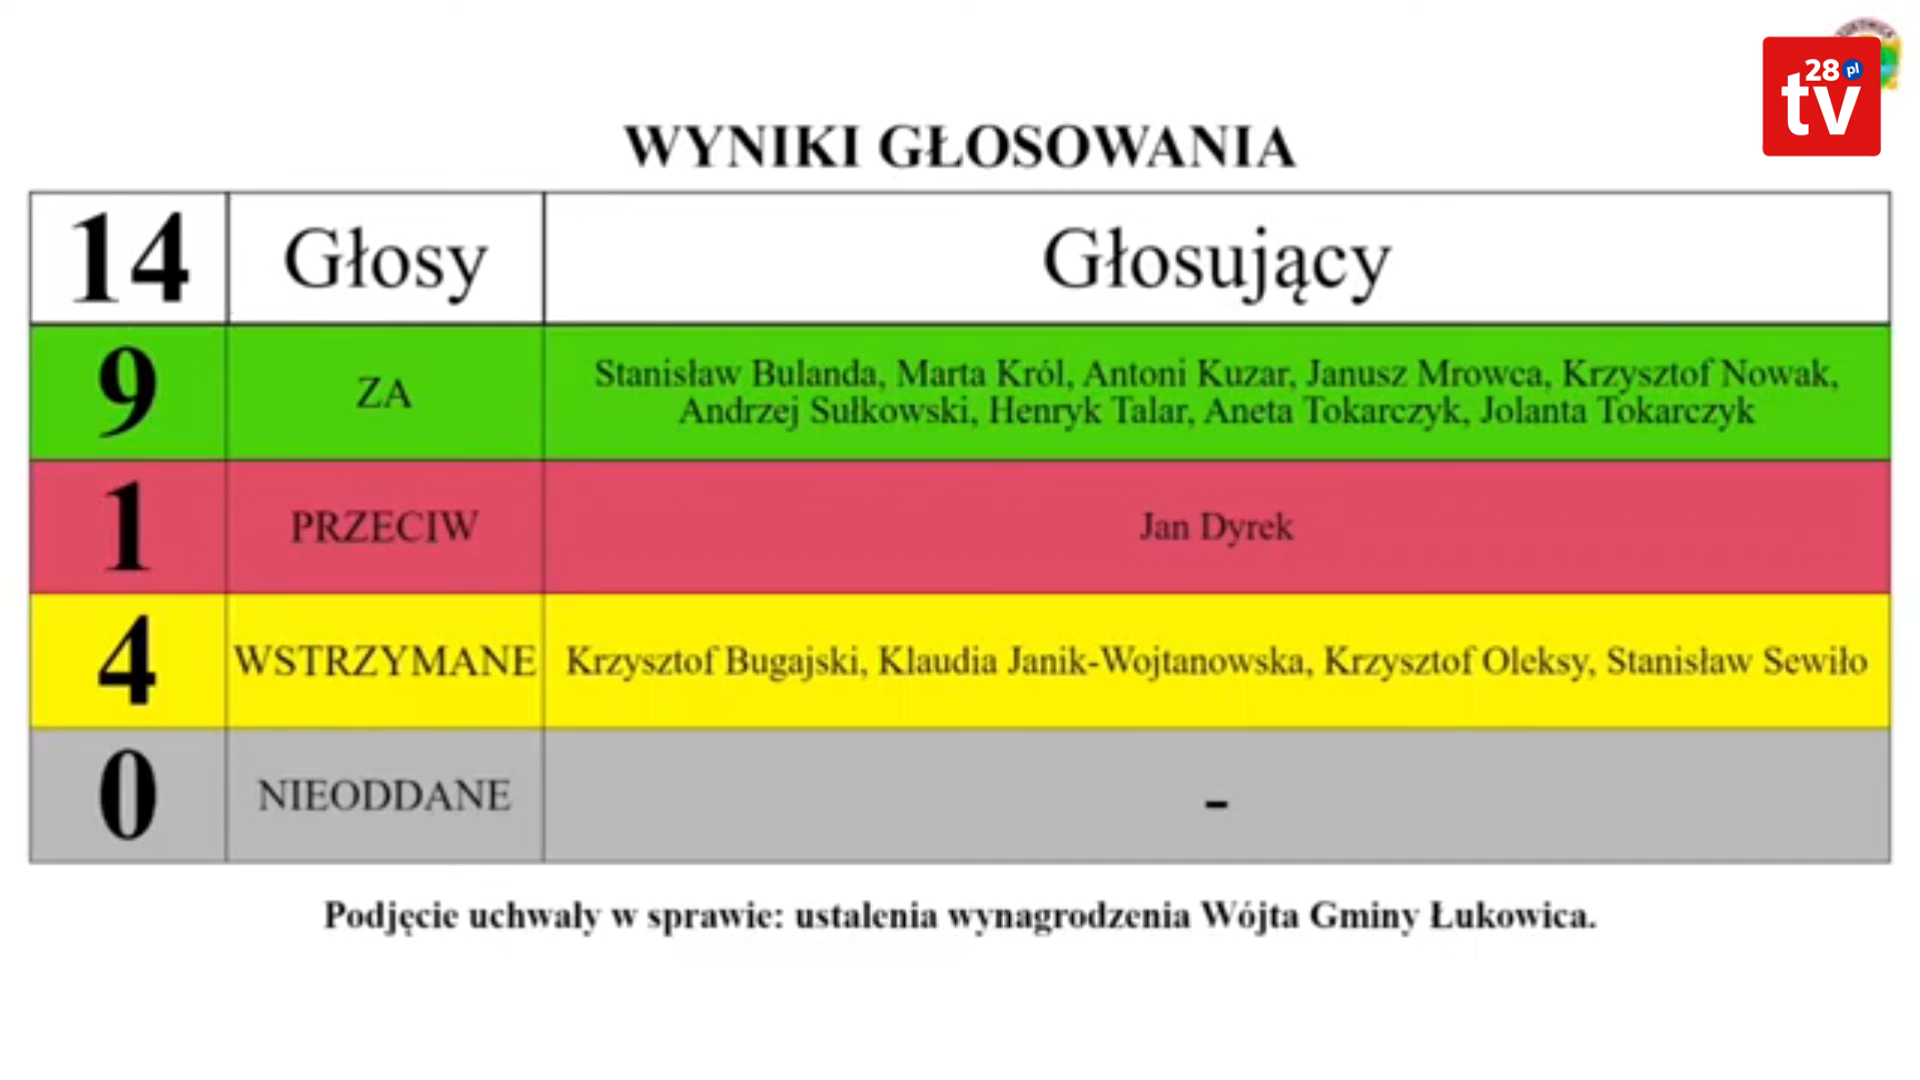 28 pl
tv
WYNIKI GŁOSOWANIA
14 Głosy Głosujący
9 ZA Stanisław Bulanda, Marta Król, Antoni Kuzar, Janusz Mrowca, Krzysztof Nowak,
Andrzej Sułkowski, Henryk Talar, Aneta Tokarczyk, Jolanta Tokarczyk
1 PRZECIW Jan Dyrek
4 WSTRZYMANE Krzysztof Bugajski, Klaudia Janik-Wojtanowska, Krzysztof Oleksy, Stanisław Sewiło
0 NIEODDANE -
Podjęcie uchwały w sprawie: ustalenia wynagrodzenia Wójta Gminy Łukowica.